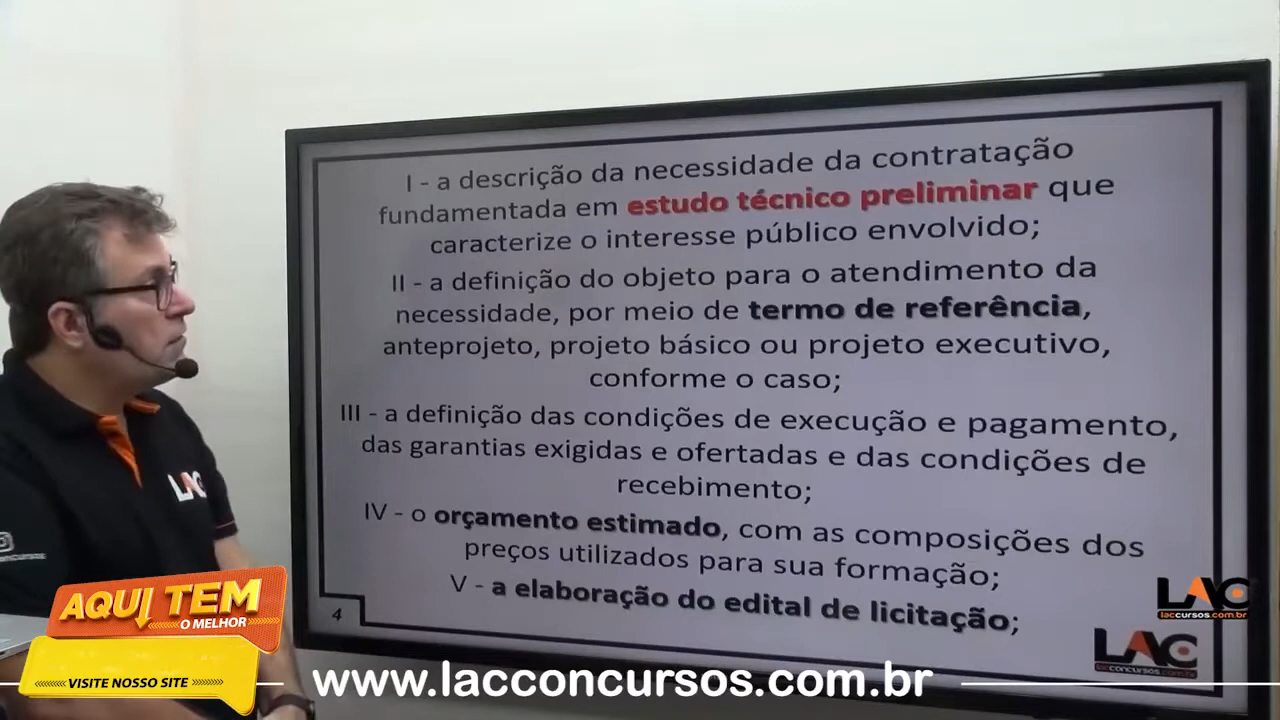 I - a descrição da necessidade da contratação
fundamentada em estudo técnico preliminar que
caracterize o interesse público envolvido;
II - a definição do objeto para o atendimento da
necessidade, por meio de termo de referência,
anteprojeto, projeto básico ou projeto executivo,
conforme o caso;
III - a definição das condições de execução e pagamento,
das garantias exigidas e ofertadas e das condições de
recebimento;
IV - o orçamento estimado, com as composições dos
preços utilizados para sua formação;
V - a elaboração do edital de licitação;
4
LAC
laccursos.com.br
LAC
lacconcursos.com.br
LAC
AQUI TEM
O MELHOR
VISITE NOSSO SITE
www.lacconcursos.com.br